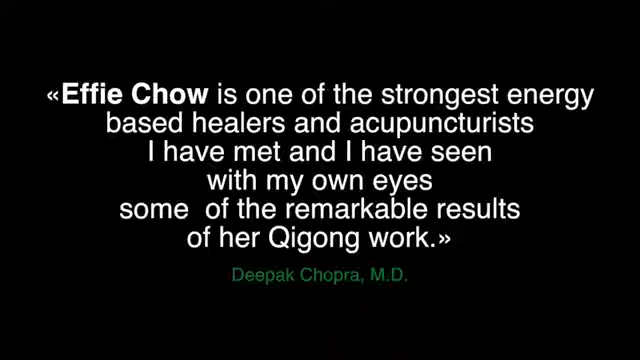 «Effie Chow is one of the strongest energy
based healers and acupuncturists
I have met and I have seen
with my own eyes
some of the remarkable results
of her Qigong work.»
Deepak Chopra, M.D.